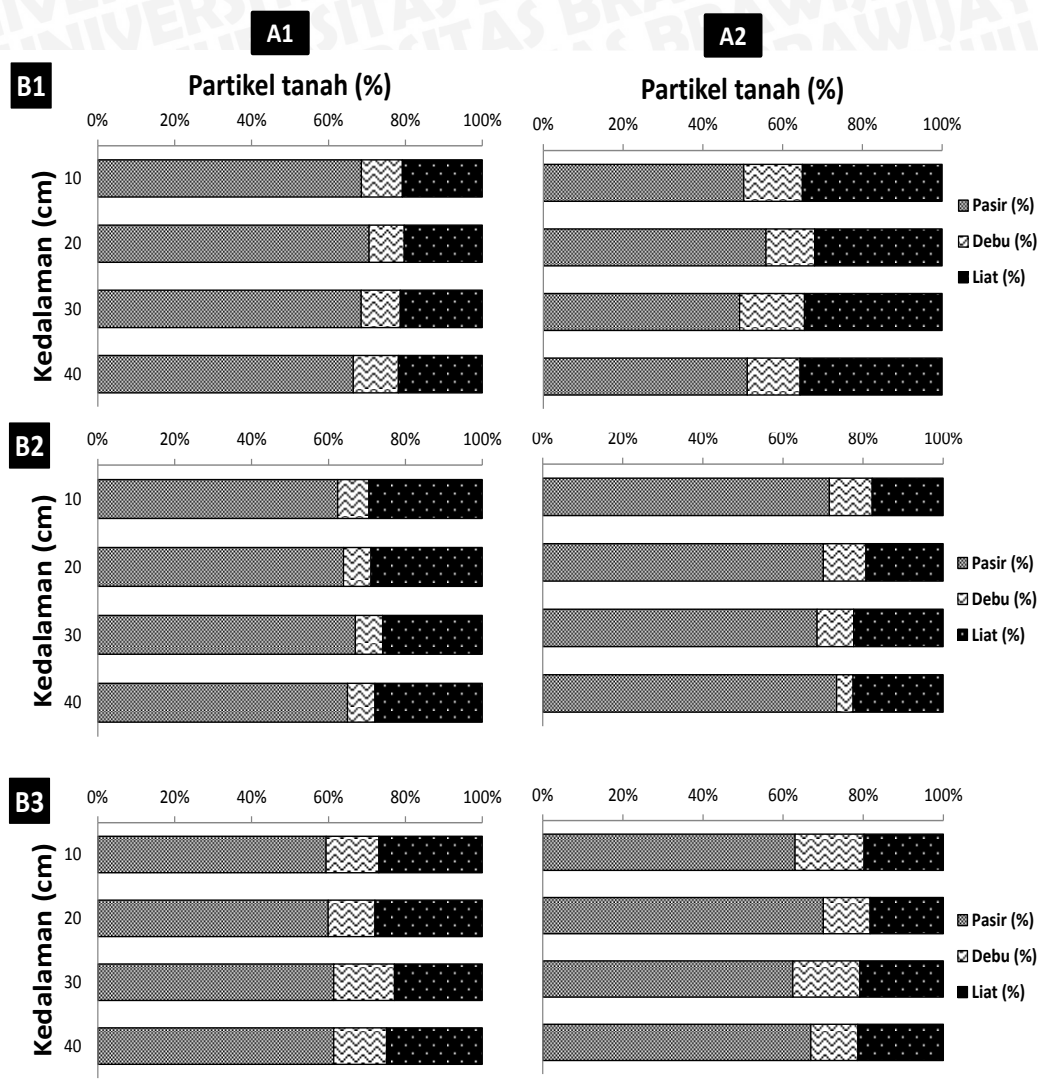 UNIVERSITAS BRAWIJAYA
A1
A2
B1
Partikel tanah (%)
Partikel tanah (%)
0% 20% 40% 60% 80% 100%
0% 20% 40% 60% 80% 100%
Kedalaman (cm)
10
20
30
40
Pasir (%)
Debu (%)
Liat (%)
B2
0% 20% 40% 60% 80% 100%
0% 20% 40% 60% 80% 100%
Kedalaman (cm)
10
20
30
40
Pasir (%)
Debu (%)
Liat (%)
B3
0% 20% 40% 60% 80% 100%
0% 20% 40% 60% 80% 100%
Kedalaman (cm)
10
20
30
40
Pasir (%)
Debu (%)
Liat (%)